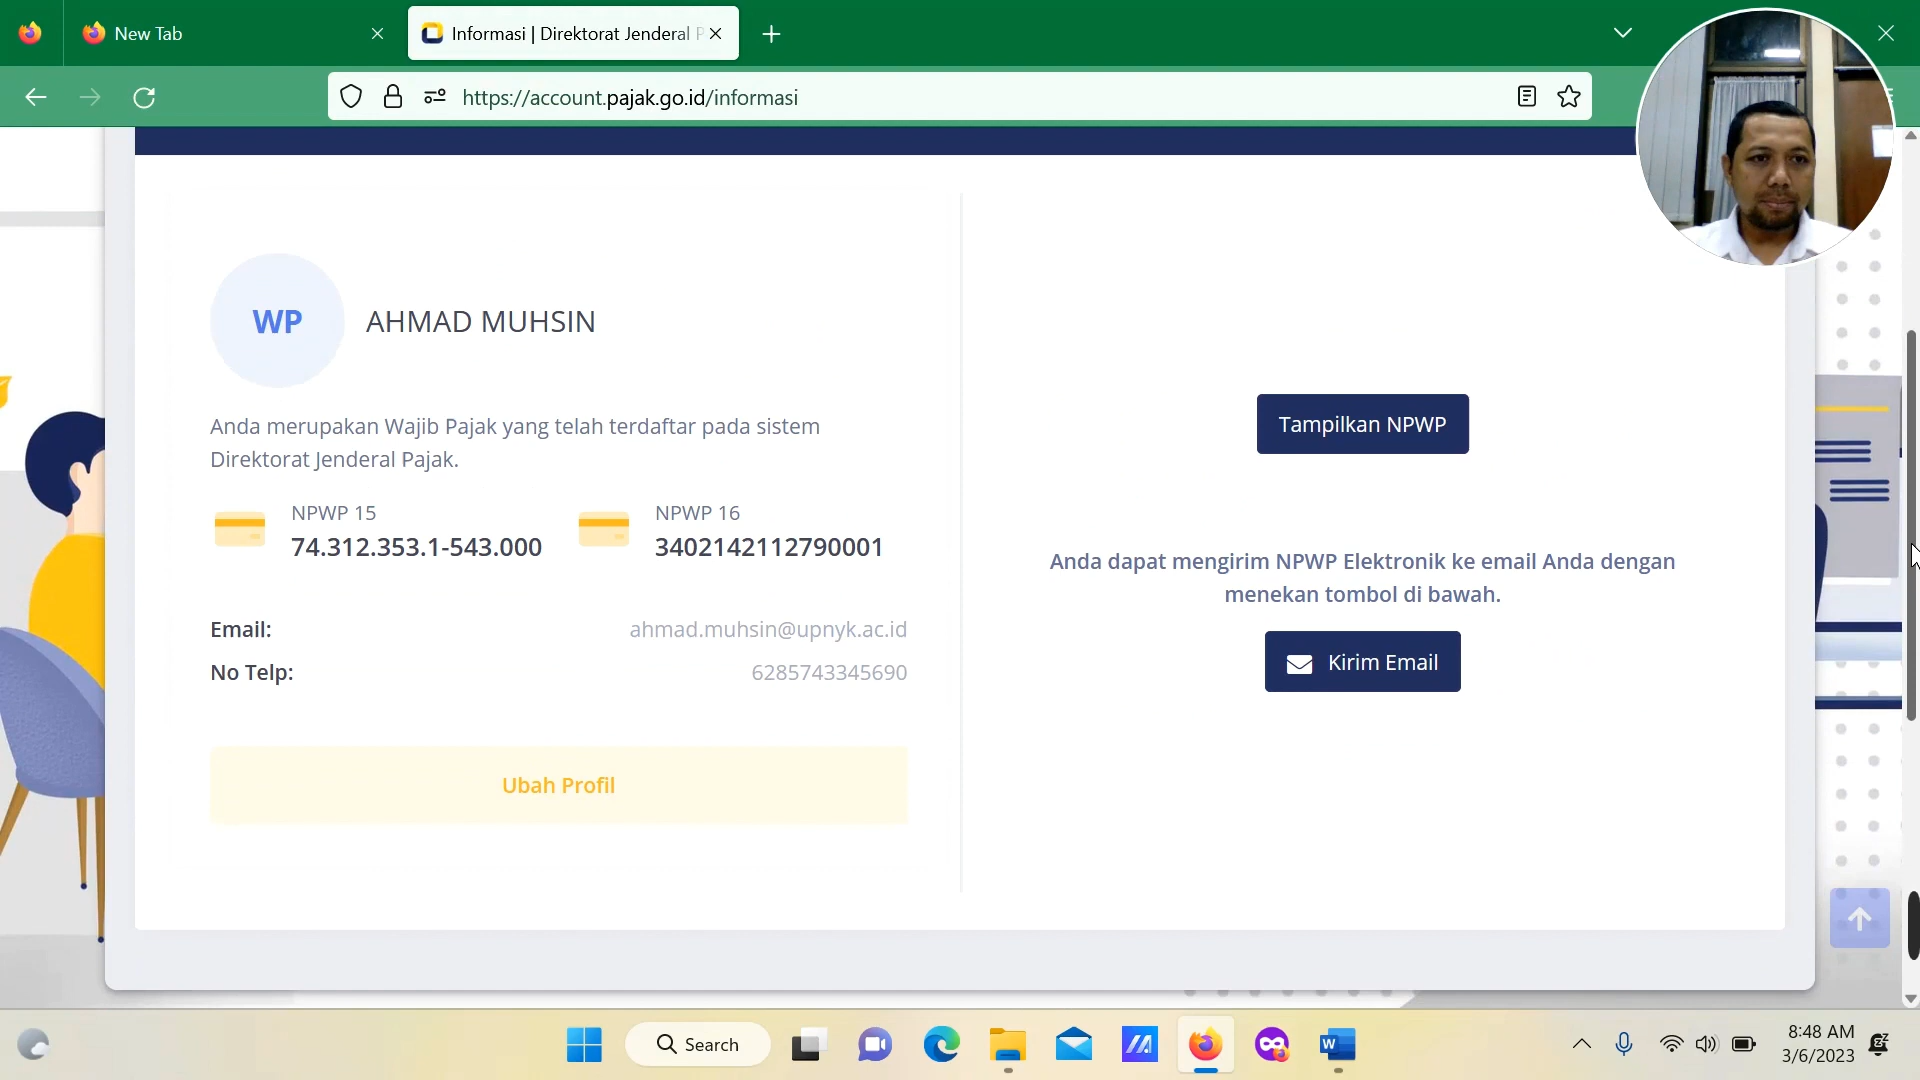 New Tab
Informasi | Direktorat Jenderal P
https://account.pajak.go.id/informasi
WP
AHMAD MUHSIN
Anda merupakan Wajib Pajak yang telah terdaftar pada sistem
Direktorat Jenderal Pajak.
NPWP 15
74.312.353.1-543.000
NPWP 16
3402142112790001
Email:
ahmad.muhsin@upnyk.ac.id
No Telp:
6285743345690
Ubah Profil
Tampilkan NPWP
Anda dapat mengirim NPWP Elektronik ke email Anda dengan
menekan tombol di bawah.
Kirim Email
Search
8:48 AM
3/6/2023